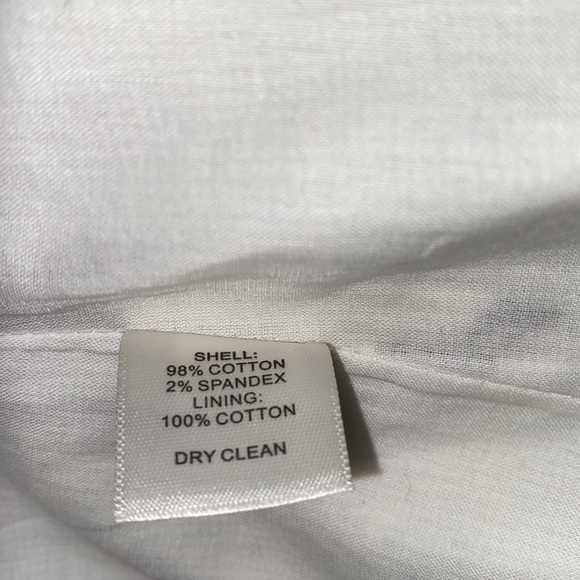 SHELL:
98% COTTON
2% SPANDEX
LINING:
100% COTTON
DRY CLEAN